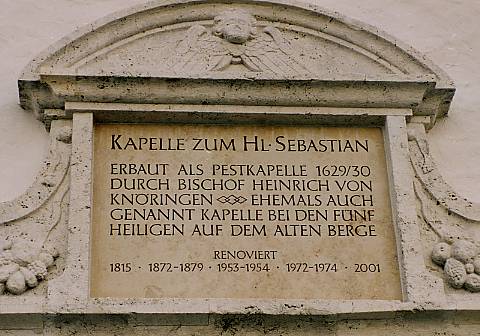 KAPELLE ZUM HL· SEBASTIAN
ERBAUT ALS PESTKAPELLE 1629/30
DURCH BISCHOF HEINRICH VON
KNÖRINGEN EHEMALS AUCH
GENANNT KAPELLE BEI DEN FÜNF
HEILIGEN AUF DEM ALTEN BERGE
RENOVIERT
1815 · 1872-1879 · 1953-1954 · 1972-1974 · 2001